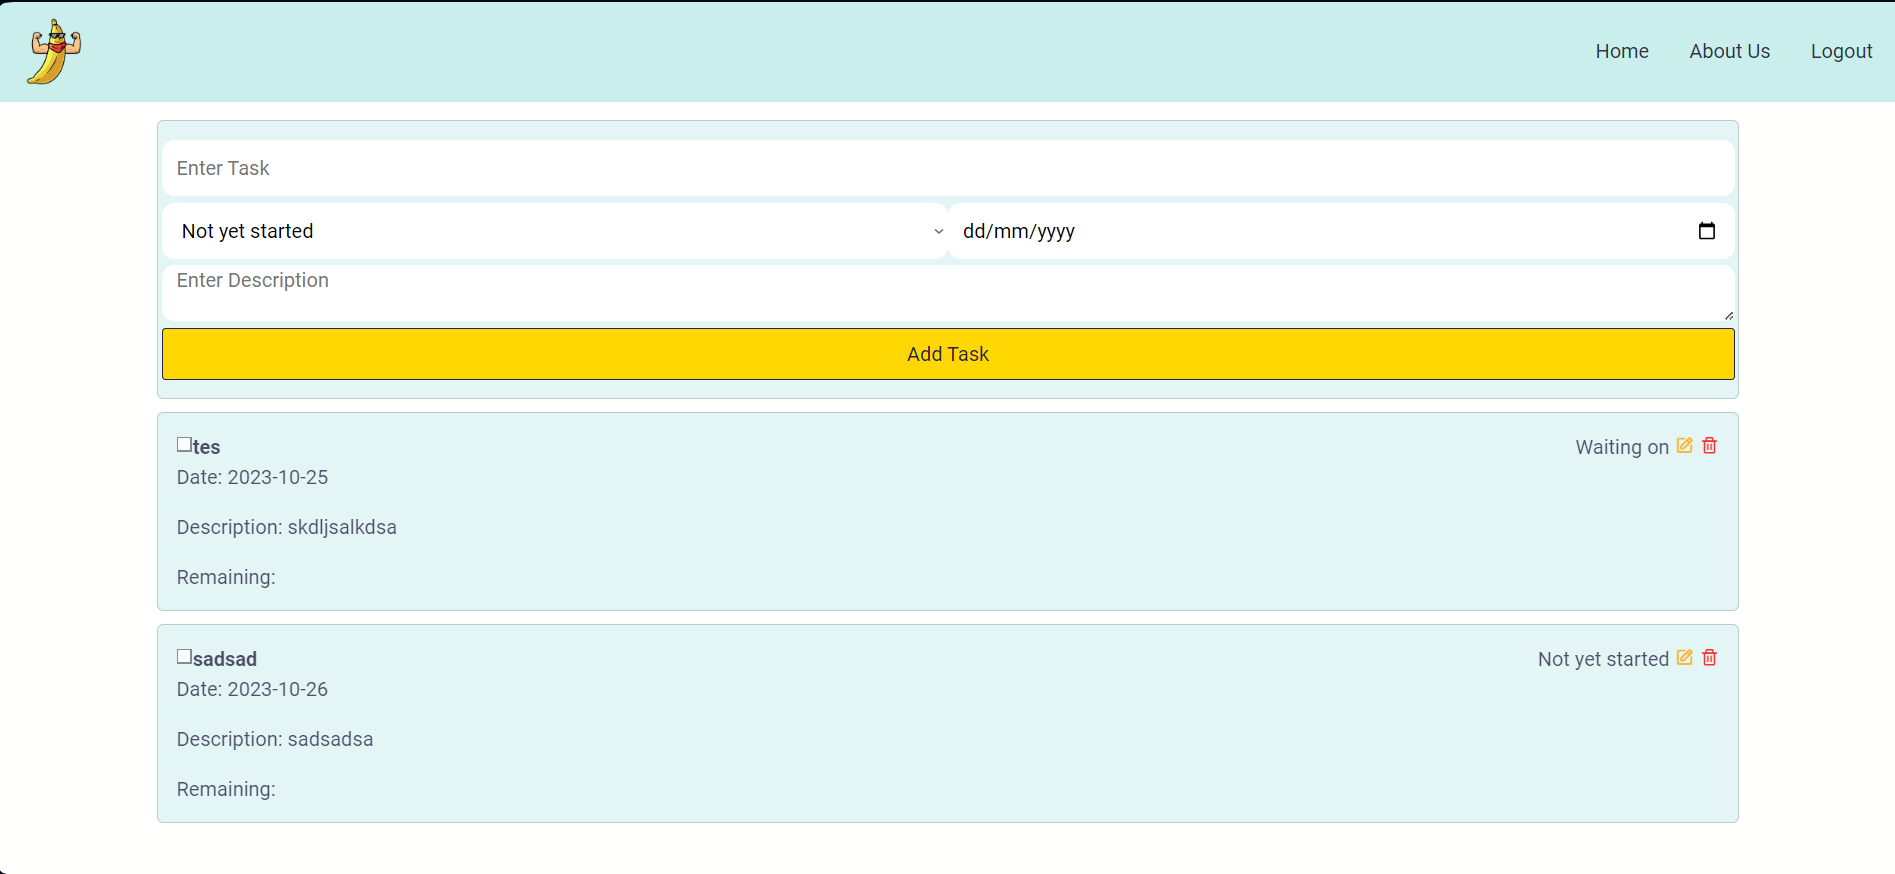 Home About Us Logout
Enter Task
Not yet started dd/mm/yyyy
Enter Description
Add Task
tes Waiting on
Date: 2023-10-25
Description: skdljsalkdsa
Remaining:
sadsad Not yet started
Date: 2023-10-26
Description: sadsadsa
Remaining: